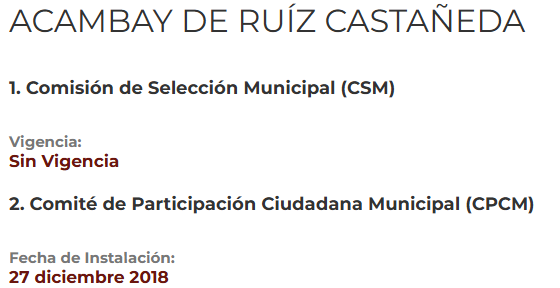 ACAMBAY DE RUÍZ CASTAÑEDA
1. Comisión de Selección Municipal (CSM)
Vigencia:
Sin Vigencia
2. Comité de Participación Ciudadana Municipal (CPCM)
Fecha de Instalación:
27 diciembre 2018